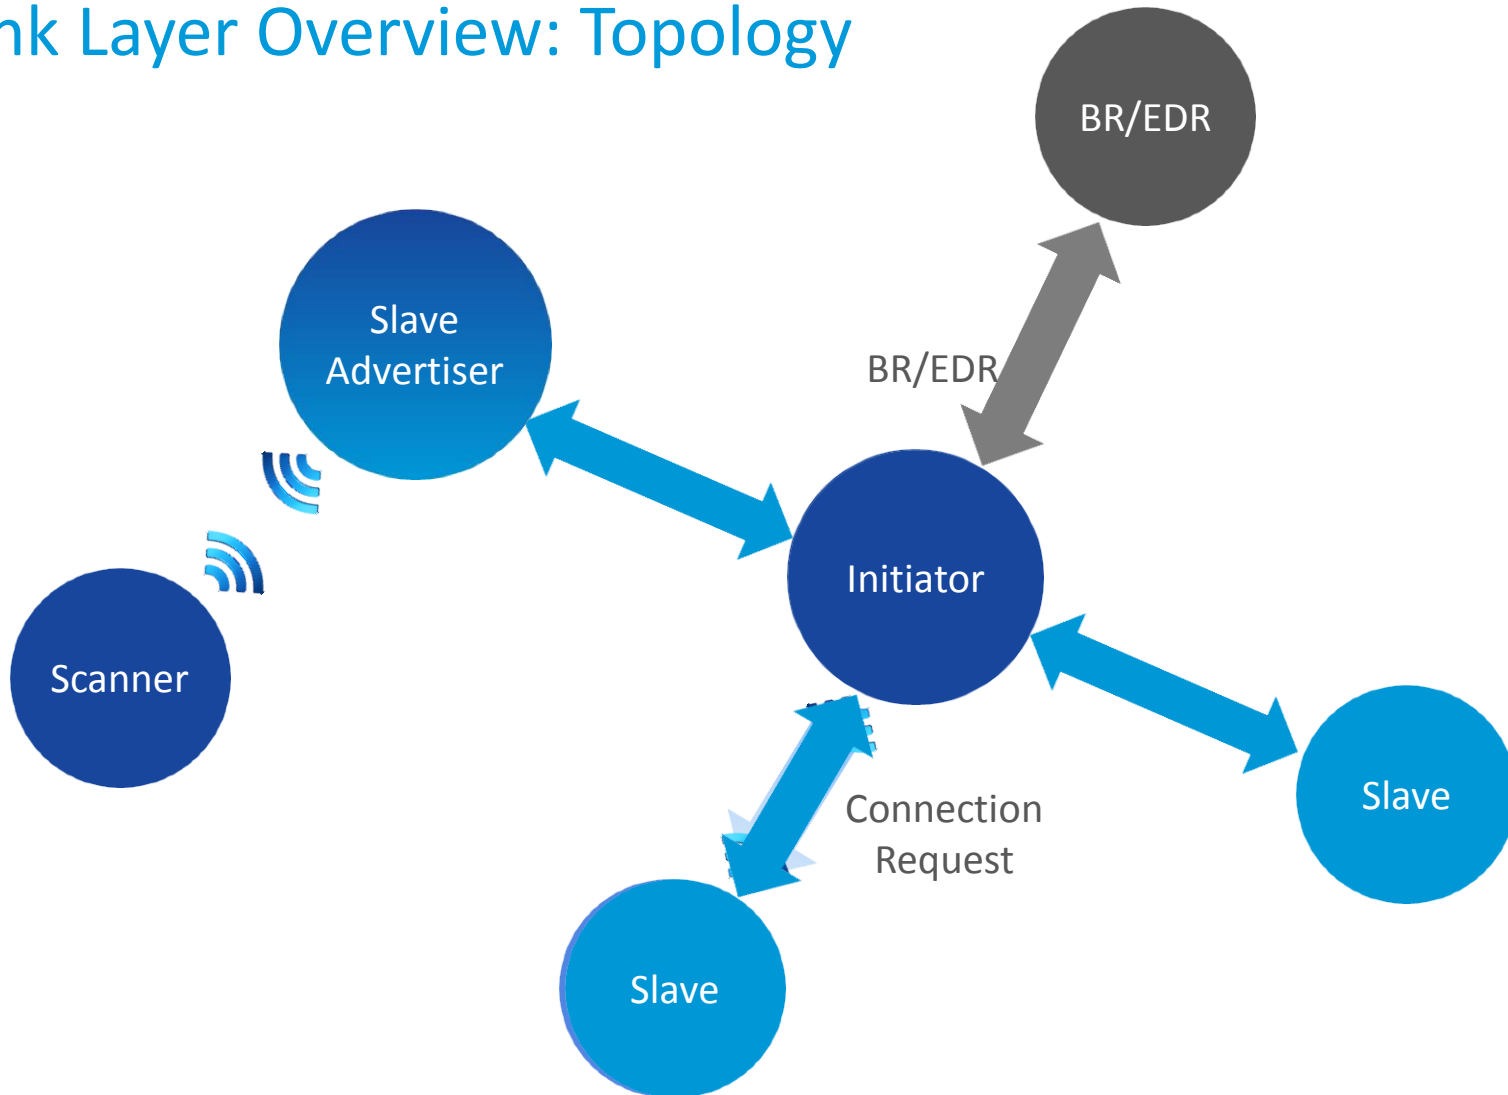 nk Layer Overview: Topology
BR/EDR
Slave
Advertiser
BR/EDR
Initiator
Scanner
Connection
Request
Slave
Slave